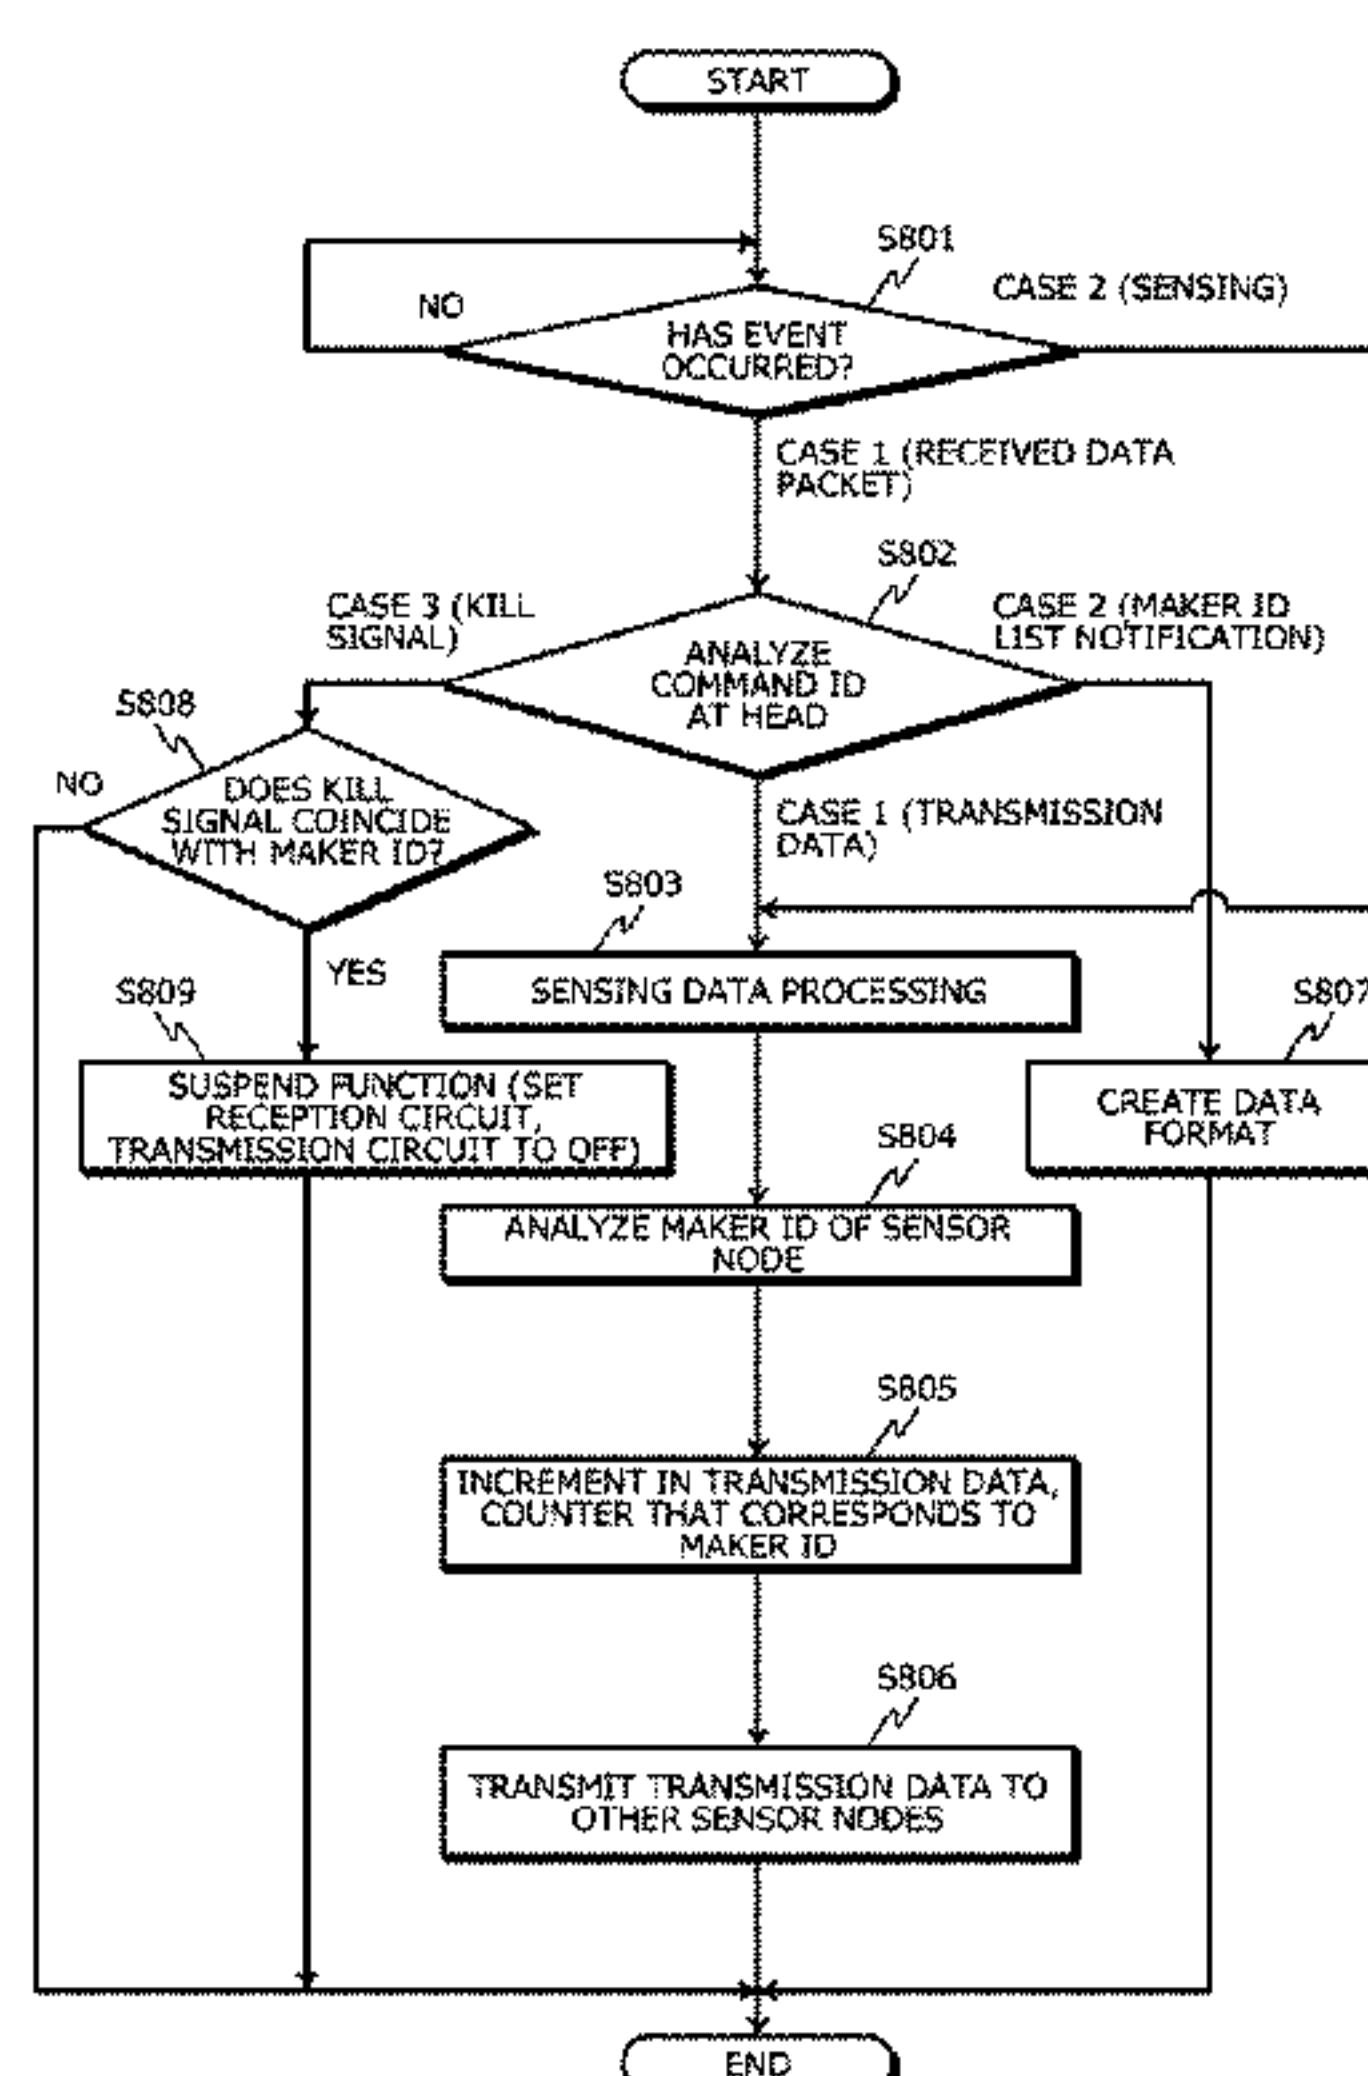 START
S801
CASE 2 (SENSING)
NO
HAS EVENT
OCCURRED?
CASE 1 (RECEIVED DATA
PACKET)
S802
CASE 3 (KILL
SIGNAL)
CASE 2 (MAKER ID
LIST NOTIFICATION)
ANALYZE
COMMAND ID
AT HEAD
S808
NO
DOES KILL
SIGNAL COINCIDE
WITH MAKER ID?
CASE 1 (TRANSMISSION
DATA)
S803
YES
SENSING DATA PROCESSING
S809
S807
SUSPEND FUNCTION (SET
RECEPTION CIRCUIT,
TRANSMISSION CIRCUIT TO OFF)
CREATE DATA
FORMAT
S804
ANALYZE MAKER ID OF SENSOR
NODE
S805
INCREMENT IN TRANSMISSION DATA,
COUNTER THAT CORRESPONDS TO
MAKER ID
S806
TRANSMIT TRANSMISSION DATA TO
OTHER SENSOR NODES
END